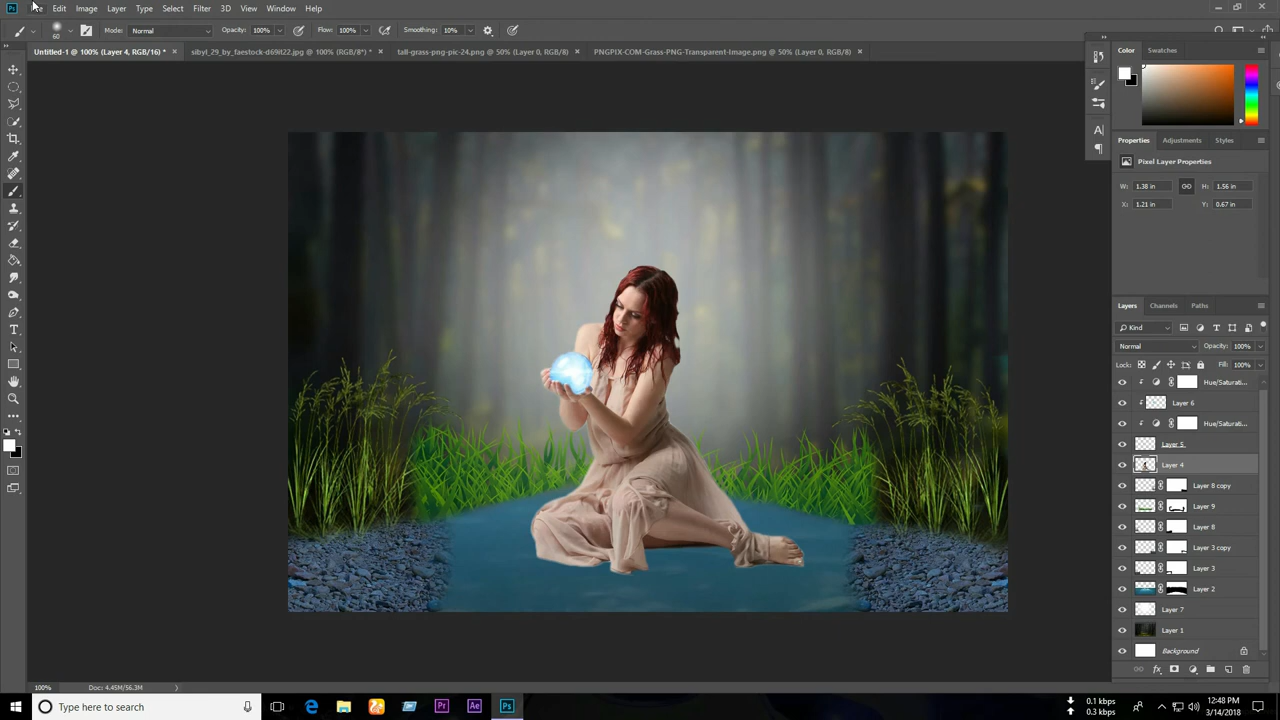 File Edit Image Layer Type Select Filter 3D View Window Help
60 Mode: Normal Opacity: 100% Flow: 100% Smoothing: 10%
Untitled-1 @ 100% (Layer 4, RGB/16) * × sibyl_29_by_faestock-d69it22.jpg @ 100% (RGB/8*) * × tall-grass-png-pic-24.png @ 50% (Layer 0, RGB/8) × PNGPIX-COM-Grass-PNG-Transparent-Image.png @ 50% (Layer 0, RGB/8) ×
Color Swatches
Properties Adjustments Styles
Pixel Layer Properties
W: 1.38 in H: 1.56 in
X: 1.21 in Y: 0.67 in
Layers Channels Paths
Kind
Normal Opacity: 100%
Lock: Fill: 100%
Hue/Saturati...
Layer 6
Hue/Saturati...
Layer 5
Layer 4
Layer 8 copy
Layer 9
Layer 8
Layer 3 copy
Layer 3
Layer 2
Layer 7
Layer 1
Background
100% Doc: 4.45M/56.3M
Type here to search
Pr Ae Ps
0.1 kbps
0.3 kbps
12:48 PM
3/14/2018